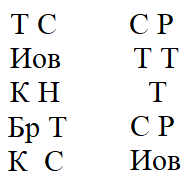 Т С С Р
Иов Т Т
К Н Т
Бр Т С Р
К С Иов